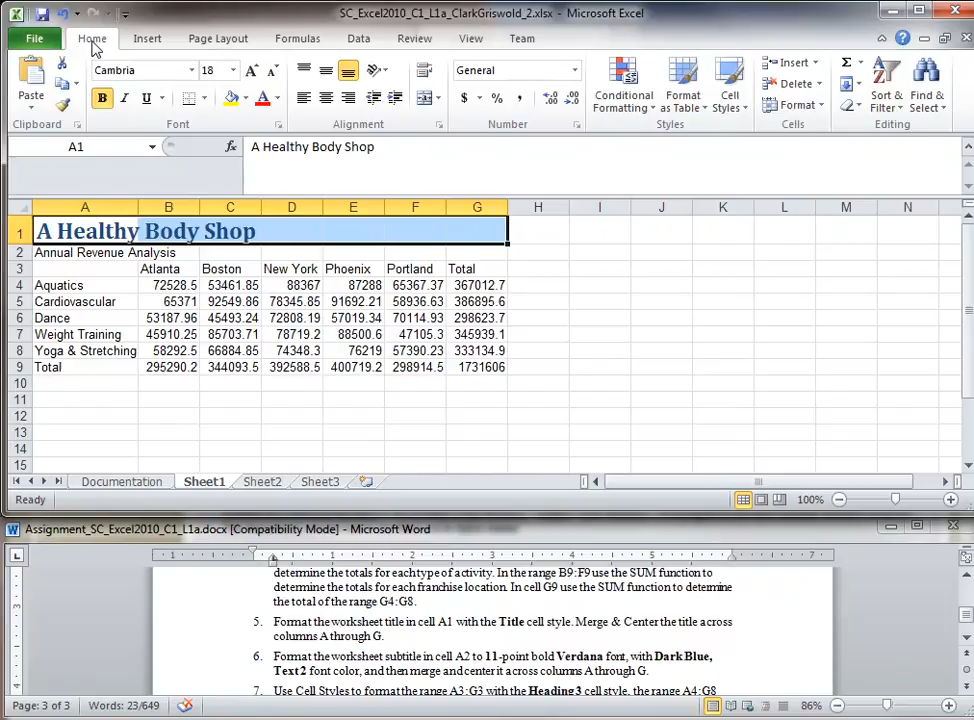 SC_Excel2010_C1_L1a_ClarkGriswold_2.xlsx - Microsoft Excel
File Home Insert Page Layout Formulas Data Review View Team
Cambria 18 General
Paste
B I U $ % ,
Conditional Formatting Format as Table Cell Styles
Insert Delete Format
Sort & Filter Find & Select
Clipboard Font Alignment Number Styles Cells Editing
A1 fx A Healthy Body Shop
A B C D E F G H I J K L M N
1 A Healthy Body Shop
2 Annual Revenue Analysis
3 Atlanta Boston New York Phoenix Portland Total
4 Aquatics 72528.5 53461.85 88367 87288 65367.37 367012.7
5 Cardiovascular 65371 92549.86 78345.85 91692.21 58936.63 386895.6
6 Dance 53187.96 45493.24 72808.19 57019.34 70114.93 298623.7
7 Weight Training 45910.25 85703.71 78719.2 88500.6 47105.3 345939.1
8 Yoga & Stretching 58292.5 66884.85 74348.3 76219 57390.23 333134.9
9 Total 295290.2 344093.5 392588.5 400719.2 298914.5 1731606
10
11
12
13
14
15
Documentation Sheet1 Sheet2 Sheet3
Ready 100%
Assignment_SC_Excel2010_C1_L1a.docx [Compatibility Mode] - Microsoft Word
1 1 2 3 4 5 7
determine the totals for each type of activity. In the range B9:F9 use the SUM function to
determine the totals for each franchise location. In cell G9 use the SUM function to determine
the total of the range G4:G8.
5. Format the worksheet title in cell A1 with the Title cell style. Merge & Center the title across
columns A through G.
6. Format the worksheet subtitle in cell A2 to 11-point bold Verdana font, with Dark Blue,
Text 2 font color, and then merge and center it across columns A through G.
7. Use Cell Styles to format the range A3:G3 with the Heading 3 cell style, the range A4:G8
Page: 3 of 3 Words: 23/649 86%